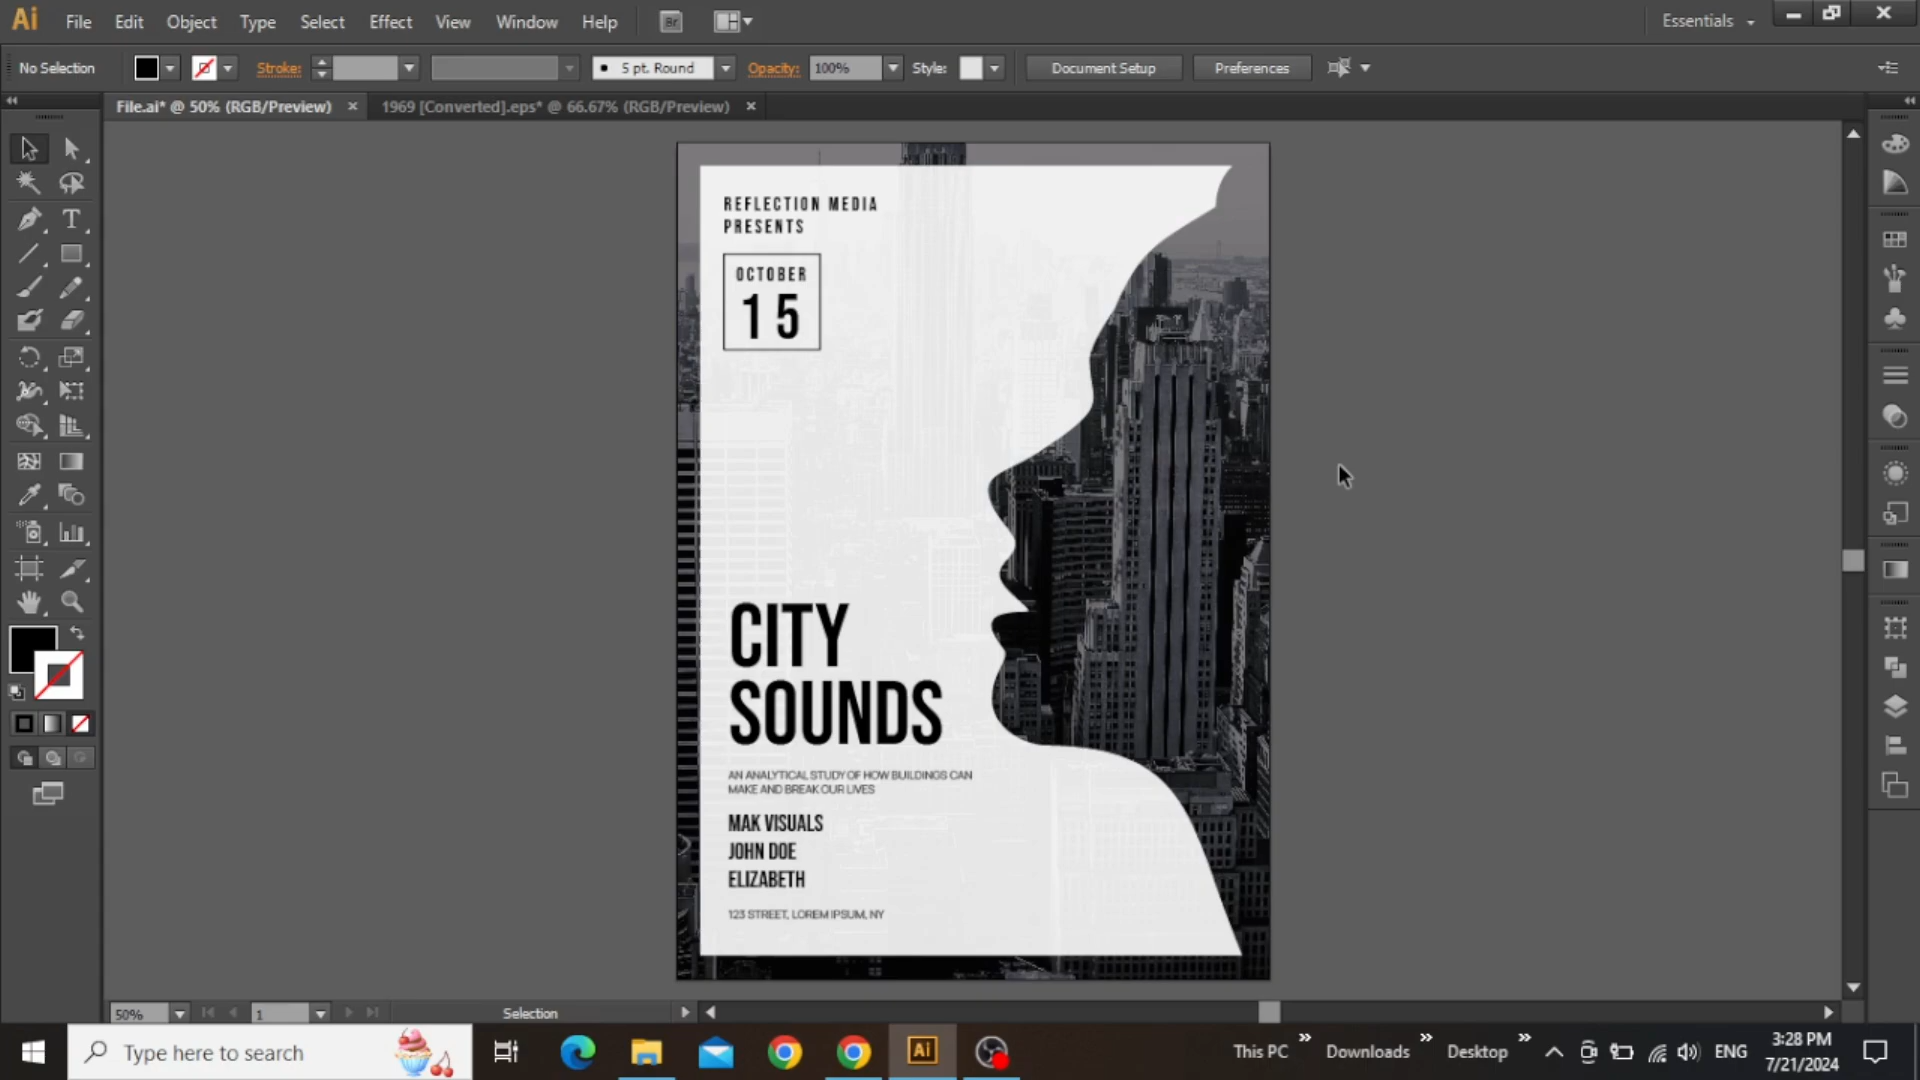 Ai File Edit Object Type Select Effect View Window Help Br Essentials
No Selection Stroke: 5 pt. Round Opacity: 100% Style: Document Setup Preferences
File.ai* @ 50% (RGB/Preview) × 1969 [Converted].eps* @ 66.67% (RGB/Preview) ×
REFLECTION MEDIA
PRESENTS
OCTOBER
15
CITY
SOUNDS
AN ANALYTICAL STUDY OF HOW BUILDINGS CAN
MAKE AND BREAK OUR LIVES
MAK VISUALS
JOHN DOE
ELIZABETH
123 STREET, LOREM IPSUM, NY
50% 1 Selection
Type here to search Ai This PC Downloads Desktop ENG 3:28 PM
7/21/2024